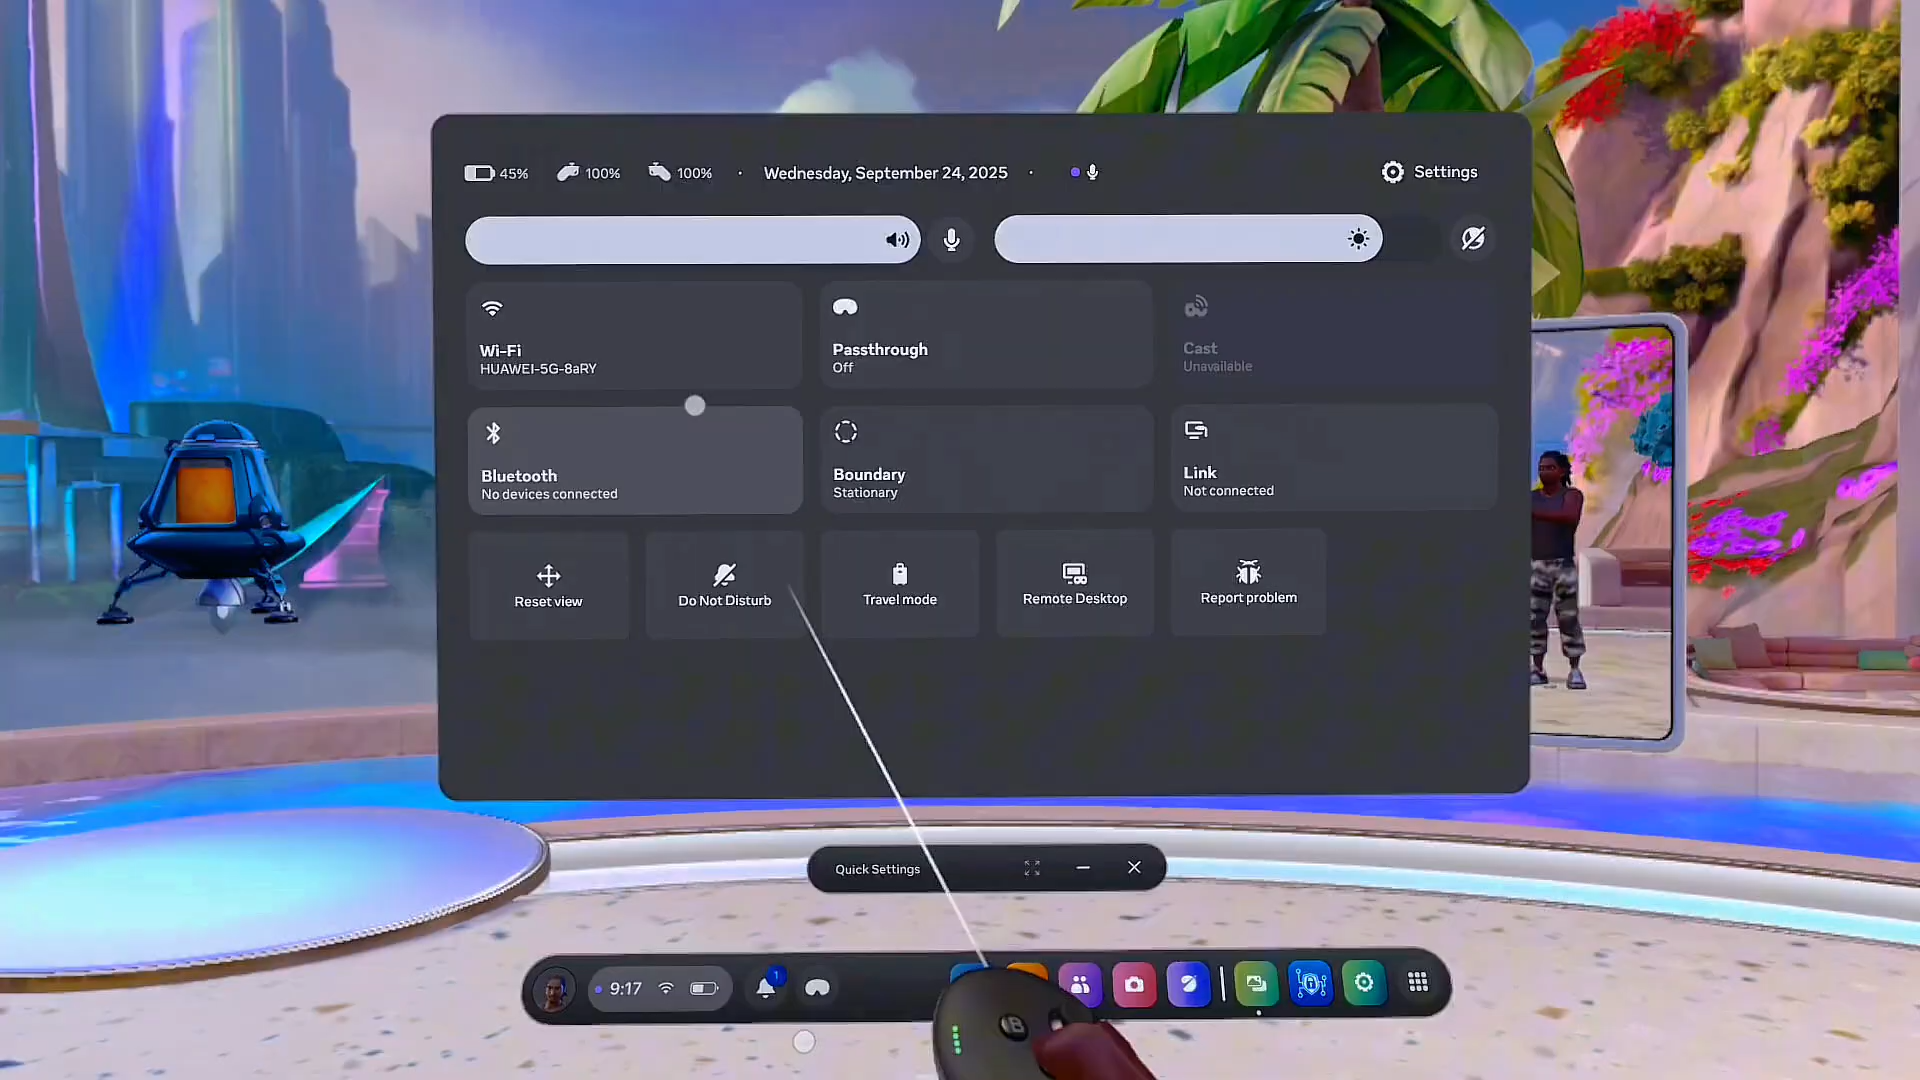 45% 100% 100% · Wednesday, September 24, 2025 · Settings
Wi-Fi
HUAWEI-5G-8aRY
Passthrough
Off
Cast
Unavailable
Bluetooth
No devices connected
Boundary
Stationary
Link
Not connected
Reset view
Do Not Disturb
Travel mode
Remote Desktop
Report problem
Quick Settings
9:17
1
B